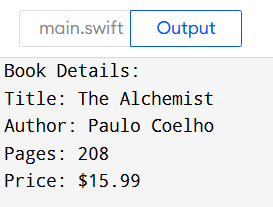 main.swift Output
Book Details:
Title: The Alchemist
Author: Paulo Coelho
Pages: 208
Price: $15.99